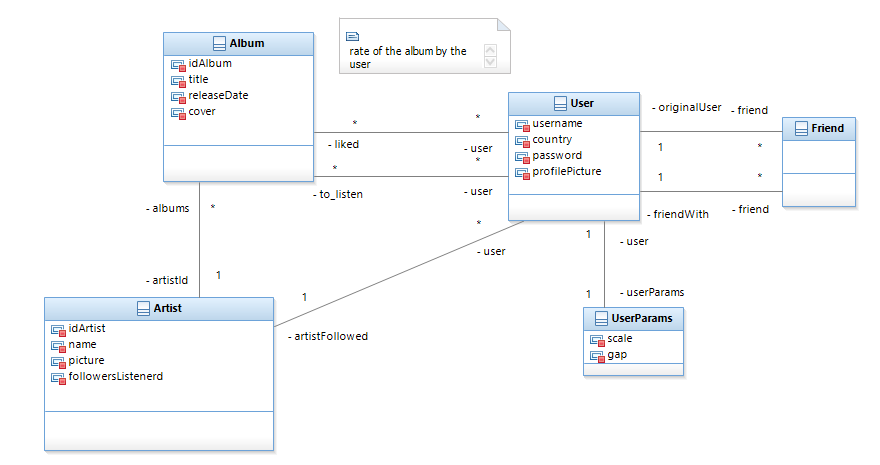 Album
idAlbum
title
releaseDate
cover
rate of the album by the
user
User
username
country
password
profilePicture
Friend
- originalUser
- friend
*
*
- liked
- user
1
*
*
*
- to_listen
- user
1
*
- friendWith
- friend
- albums
*
*
- user
1
- user
- artistId
1
1
- artistFollowed
1
- userParams
Artist
idArtist
name
picture
followersListenerd
UserParams
scale
gap